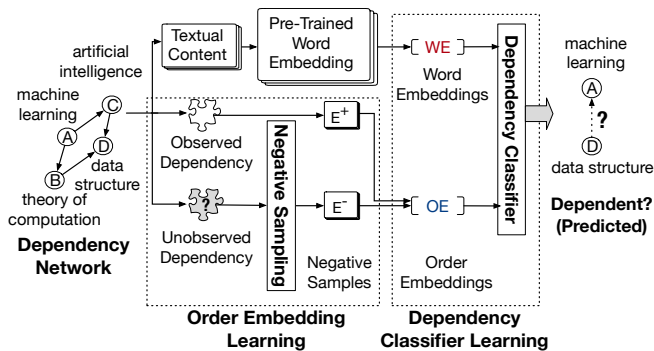 artificial
intelligence
machine
learning
C
A
D
B
data
structure
theory of
computation
Dependency
Network
Textual
Content
Pre-Trained
Word
Embedding
Observed
Dependency
?
Unobserved
Dependency
Negative Sampling
E+
E-
Negative
Samples
Order Embedding
Learning
WE
Word
Embeddings
OE
Order
Embeddings
Dependency Classifier
Dependency
Classifier Learning
machine
learning
A
?
D
data structure
Dependent?
(Predicted)